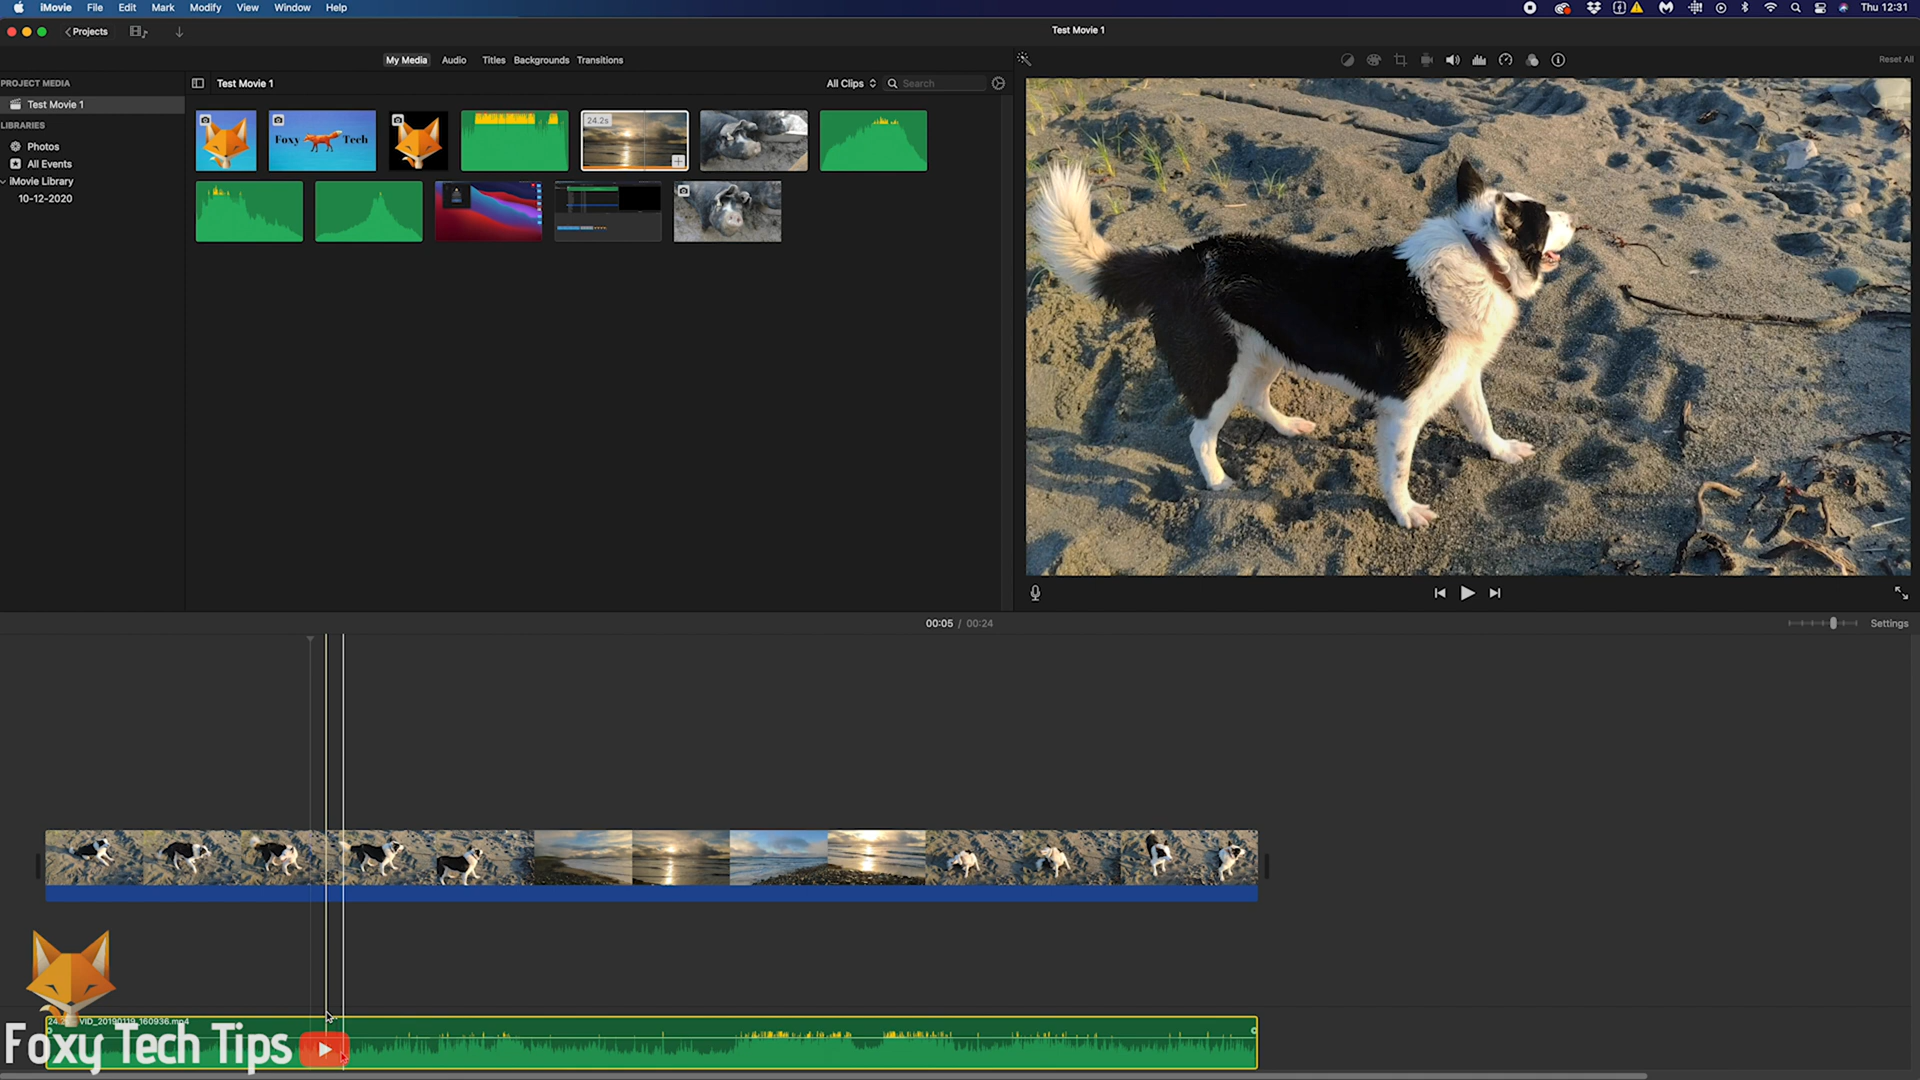 iMovie File Edit Mark Modify View Window Help Thu 12:31
Projects Test Movie 1
My Media Audio Titles Backgrounds Transitions Reset All
PROJECT MEDIA
Test Movie 1
LIBRARIES
Photos
All Events
iMovie Library
10-12-2020
Test Movie 1 All Clips Search
24.2s
Foxy Tech
00:05 / 00:24 Settings
VID_20190119_160936.mp4
Foxy Tech Tips